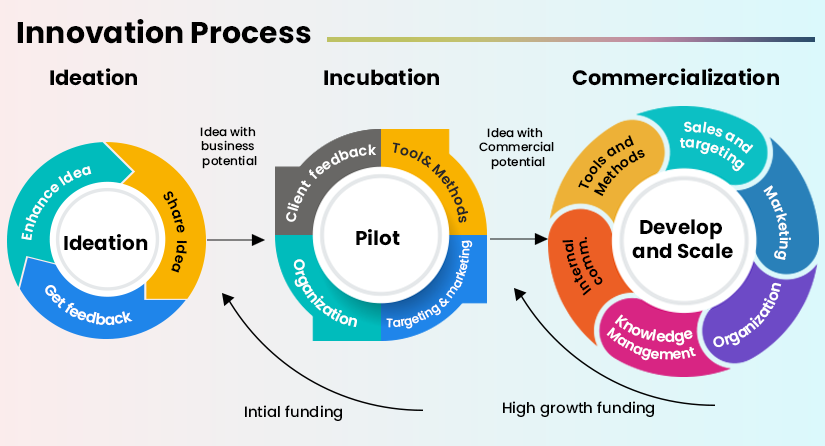 Innovation Process
Ideation
Incubation
Commercialization
Idea with
business
potential
Idea with
Commercial
potential
Enhance Idea
Share Idea
Get feedback
Ideation
Client feedback
Tool& Methods
Organization
Targeting & marketing
Pilot
Tools and
Methods
Sales and
targeting
Marketing
Organization
Knowledge
Management
Internal
comm.
Develop
and Scale
Intial funding
High growth funding